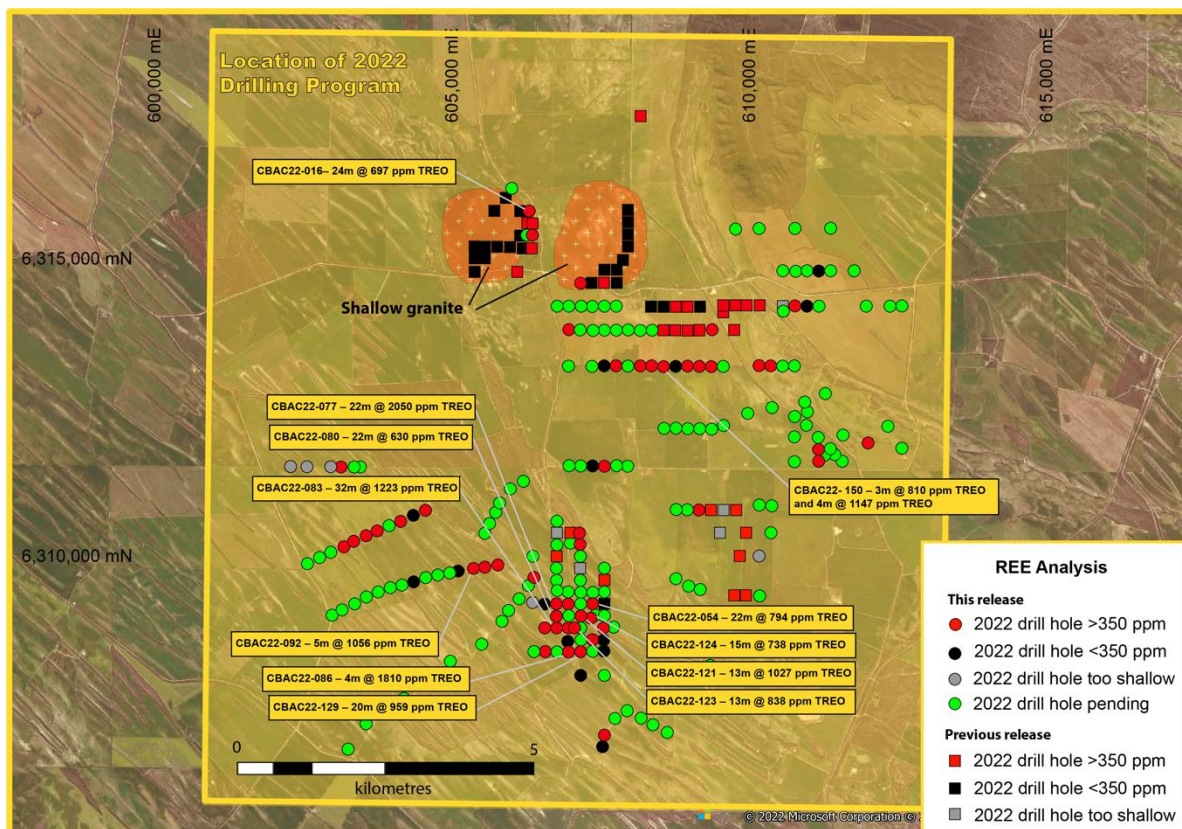 600,000 mE
605,000 mE
610,000 mE
615,000 mE
Location of 2022
Drilling Program
CBAC22-016– 24m @ 697 ppm TREO
6,315,000 mN
Shallow granite
CBAC22-077 – 22m @ 2050 ppm TREO
CBAC22-080 – 22m @ 630 ppm TREO
CBAC22-083 – 32m @ 1223 ppm TREO
CBAC22- 150 – 3m @ 810 ppm TREO
and 4m @ 1147 ppm TREO
6,310,000 mN
CBAC22-092 – 5m @ 1056 ppm TREO
CBAC22-086 – 4m @ 1810 ppm TREO
CBAC22-129 – 20m @ 959 ppm TREO
CBAC22-054 – 22m @ 794 ppm TREO
CBAC22-124 – 15m @ 738 ppm TREO
CBAC22-121 – 13m @ 1027 ppm TREO
CBAC22-123 – 13m @ 838 ppm TREO
0 5
kilometres
REE Analysis
This release
2022 drill hole >350 ppm
2022 drill hole <350 ppm
2022 drill hole too shallow
2022 drill hole pending
Previous release
2022 drill hole >350 ppm
2022 drill hole <350 ppm
2022 drill hole too shallow
© 2022 Microsoft Corporation ©